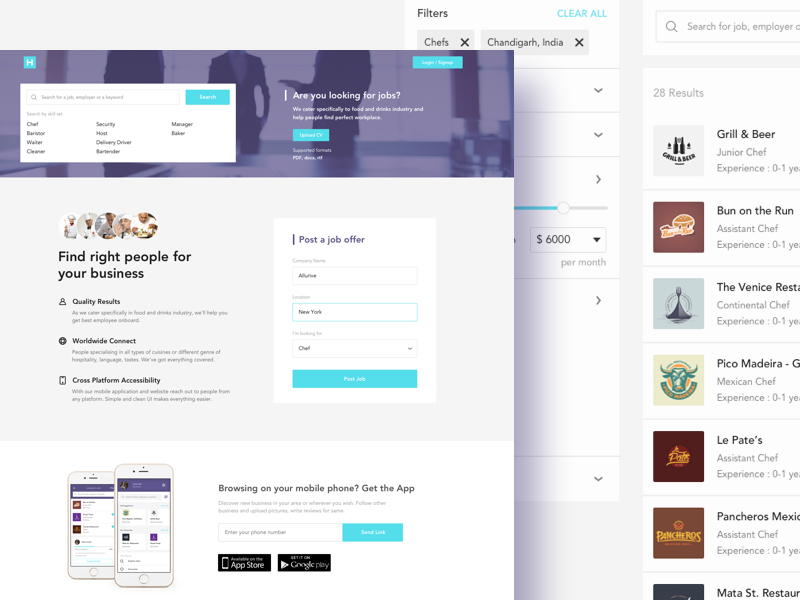 H
Login / Signup
Search for a job, employer or a keyword
Search
Search by skill set
Chef
Security
Manager
Baristor
Host
Baker
Waiter
Delivery Driver
Cleaner
Bartender
Are you looking for jobs?
We cater specifically to food and drinks industry and
help people find perfect workplace.
Upload CV
Supported formats
PDF, docx, rtf
Find right people for
your business
Quality Results
As we cater specifically in food and drinks industry, we'll help you
get best employee onboard.
Worldwide Connect
People specialising in all types of cuisines or different genre of
hospitality, language, tastes. We've got everything covered.
Cross Platform Accessibility
With our mobile application and website reach out to people from
any platform. Simple and clean UI makes everything easier.
Post a job offer
Company Name
Allurive
Location
New York
I'm looking for
Chef
Post Job
Browsing on your mobile phone? Get the App
Discover new business in your area or wherever you wish. Follow other
business and upload pictures, write reviews for same.
Enter your phone number
Send Link
Available on the
App Store
GET IT ON
Google play
Filters
CLEAR ALL
Chefs
Chandigarh, India
$ 6000
per month
Search for job, employer o
28 Results
GRILL & BEER
Grill & Beer
Junior Chef
Experience : 0-1 yea
Bun on the Run
Assistant Chef
Experience : 0-1 yea
The Venice Resta
Continental Chef
Experience : 0-1 yea
Pico Madeira - G
Mexican Chef
Experience : 0-1 yea
Le Pate's
Assistant Chef
Experience : 0-1 yea
PANCHEROS
Pancheros Mexic
Assistant Chef
Experience : 0-1 yea
Mata St. Restaur